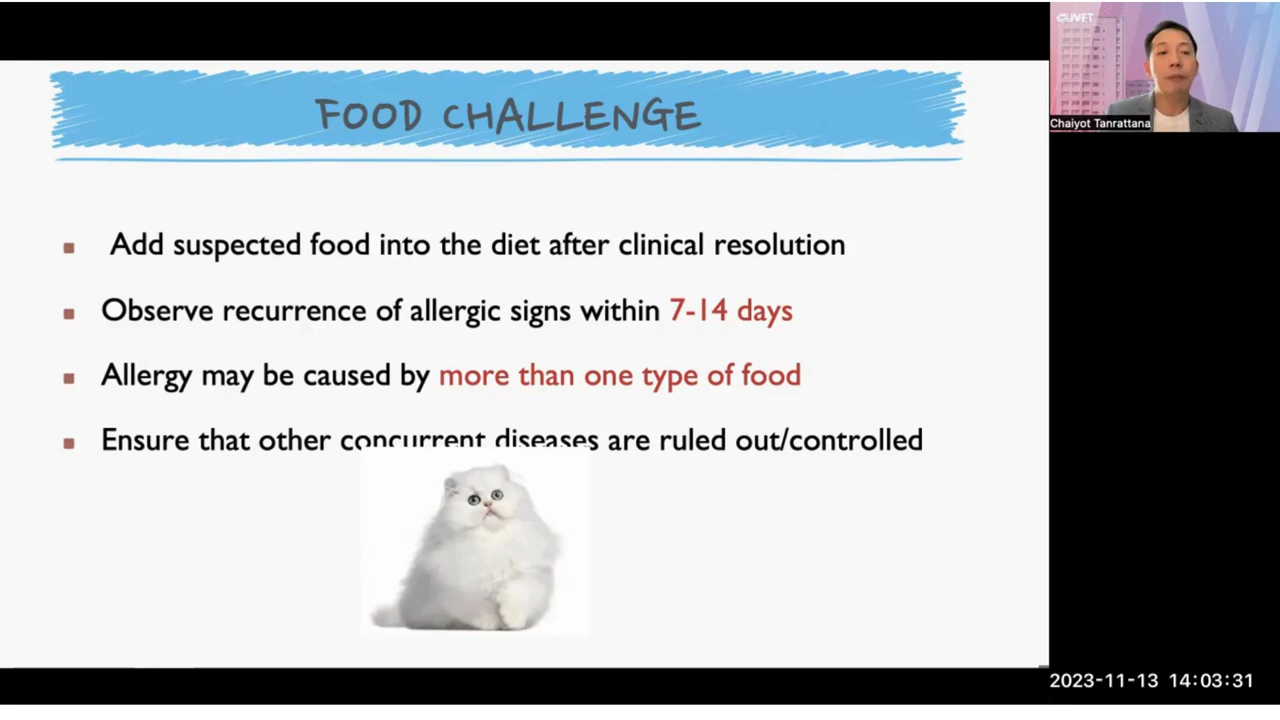 FOOD CHALLENGE
Add suspected food into the diet after clinical resolution
Observe recurrence of allergic signs within 7-14 days
Allergy may be caused by more than one type of food
Ensure that other concurrent diseases are ruled out/controlled
CUVET
Chaiyot Tanrattana
2023-11-13 14:03:31